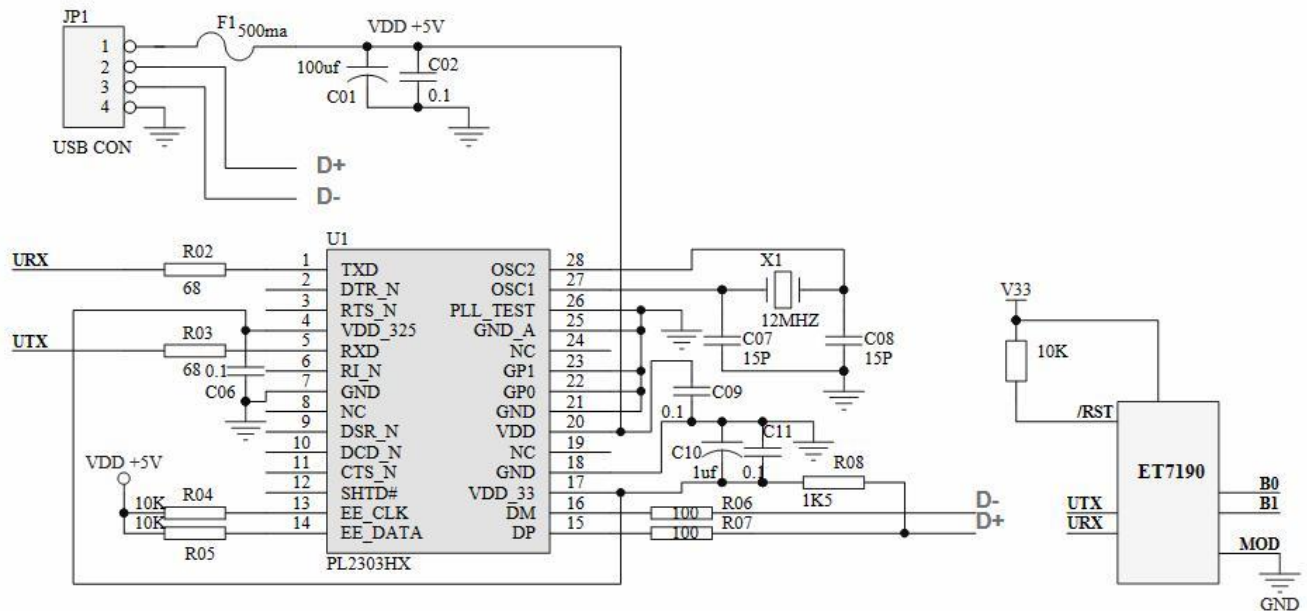 JP1
F1 500ma
VDD +5V
1
2
3
4
100uf
C01
C02
0.1
USB CON
D+
D-
U1
URX
R02
68
UTX
R03
68
0.1
C06
1 TXD
2 DTR_N
3 RTS_N
4 VDD_325
5 RXD
6 RI_N
7 GND
8 NC
9 DSR_N
10 DCD_N
11 CTS_N
12 SHTD#
13 EE_CLK
14 EE_DATA
OSC2 28
OSC1 27
PLL_TEST 26
GND_A 25
NC 24
GP1 23
GP0 22
GND 21
VDD 20
NC 19
GND 18
VDD_33 17
DM 16
DP 15
PL2303HX
VDD +5V
10K
R04
10K
R05
X1
12MHZ
C07
15P
C08
15P
C09
0.1
C10
1uf
C11
0.1
R08
1K5
100
R06
100
R07
D-
D+
V33
10K
/RST
ET7190
UTX
URX
B0
B1
MOD
GND